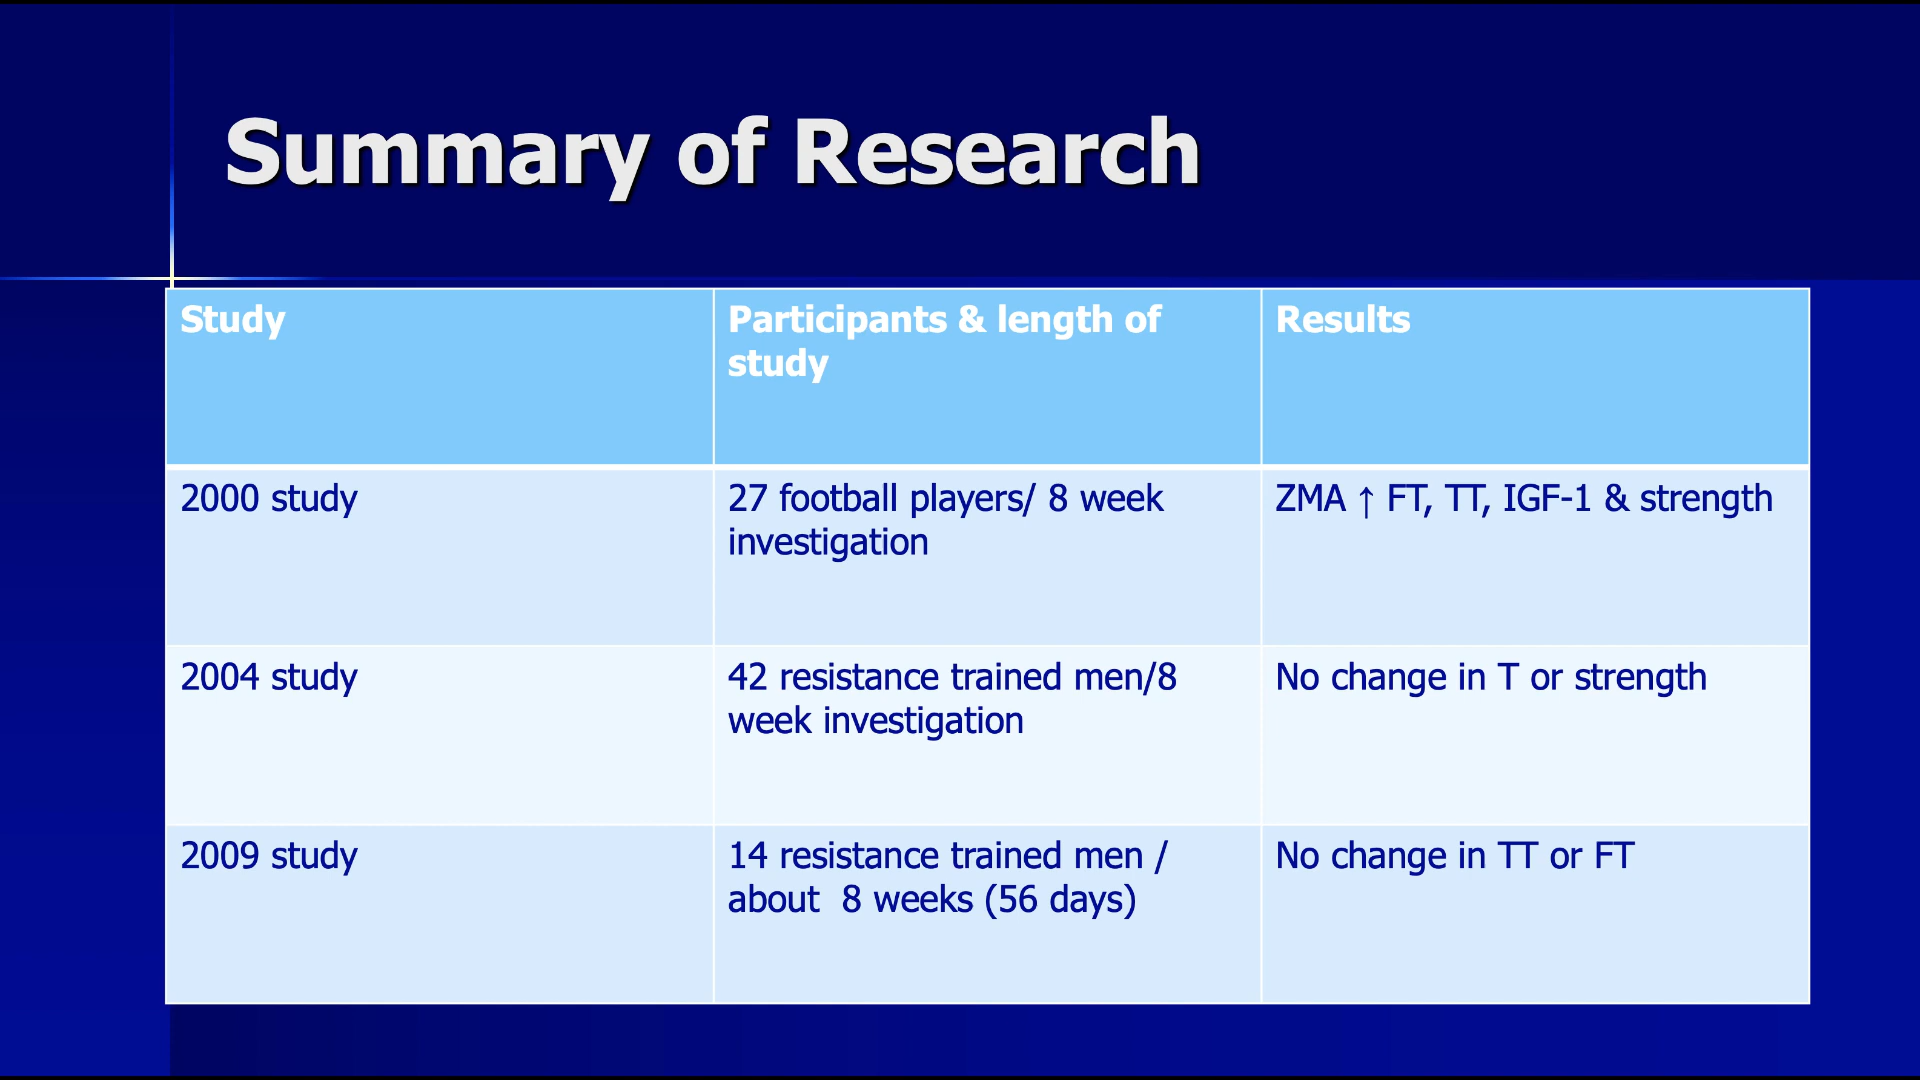 Summary of Research
Study
Participants & length of
study
Results
2000 study
27 football players/ 8 week
investigation
ZMA ↑ FT, TT, IGF-1 & strength
2004 study
42 resistance trained men/8
week investigation
No change in T or strength
2009 study
14 resistance trained men /
about  8 weeks (56 days)
No change in TT or FT